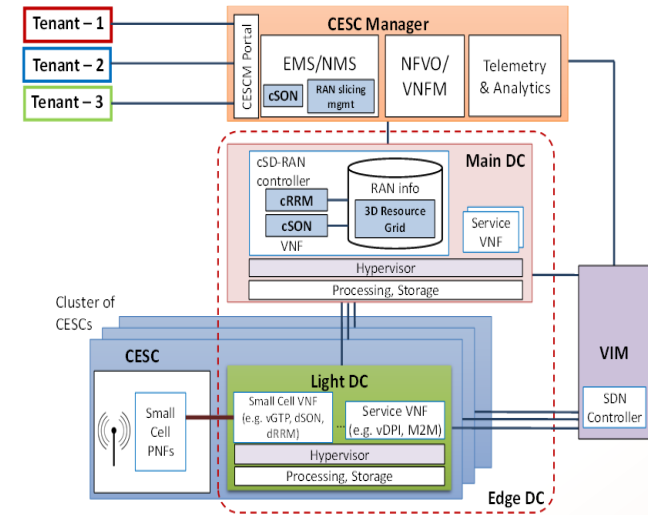 CESC Manager
Tenant – 1
Tenant – 2
Tenant – 3
CESCM Portal
EMS/NMS
cSON
RAN slicing
mgmt
NFVO/
VNFM
Telemetry
& Analytics
Main DC
cSD-RAN
controller
cRRM
cSON
VNF
RAN info
3D Resource
Grid
Service
VNF
Hypervisor
Processing, Storage
Cluster of
CESCs
CESC
Small
Cell
PNFs
Light DC
Small Cell VNF
(e.g. vGTP, dSON,
dRRM)
...
Service VNF
(e.g. vDPI, M2M)
Hypervisor
Processing, Storage
Edge DC
VIM
SDN
Controller